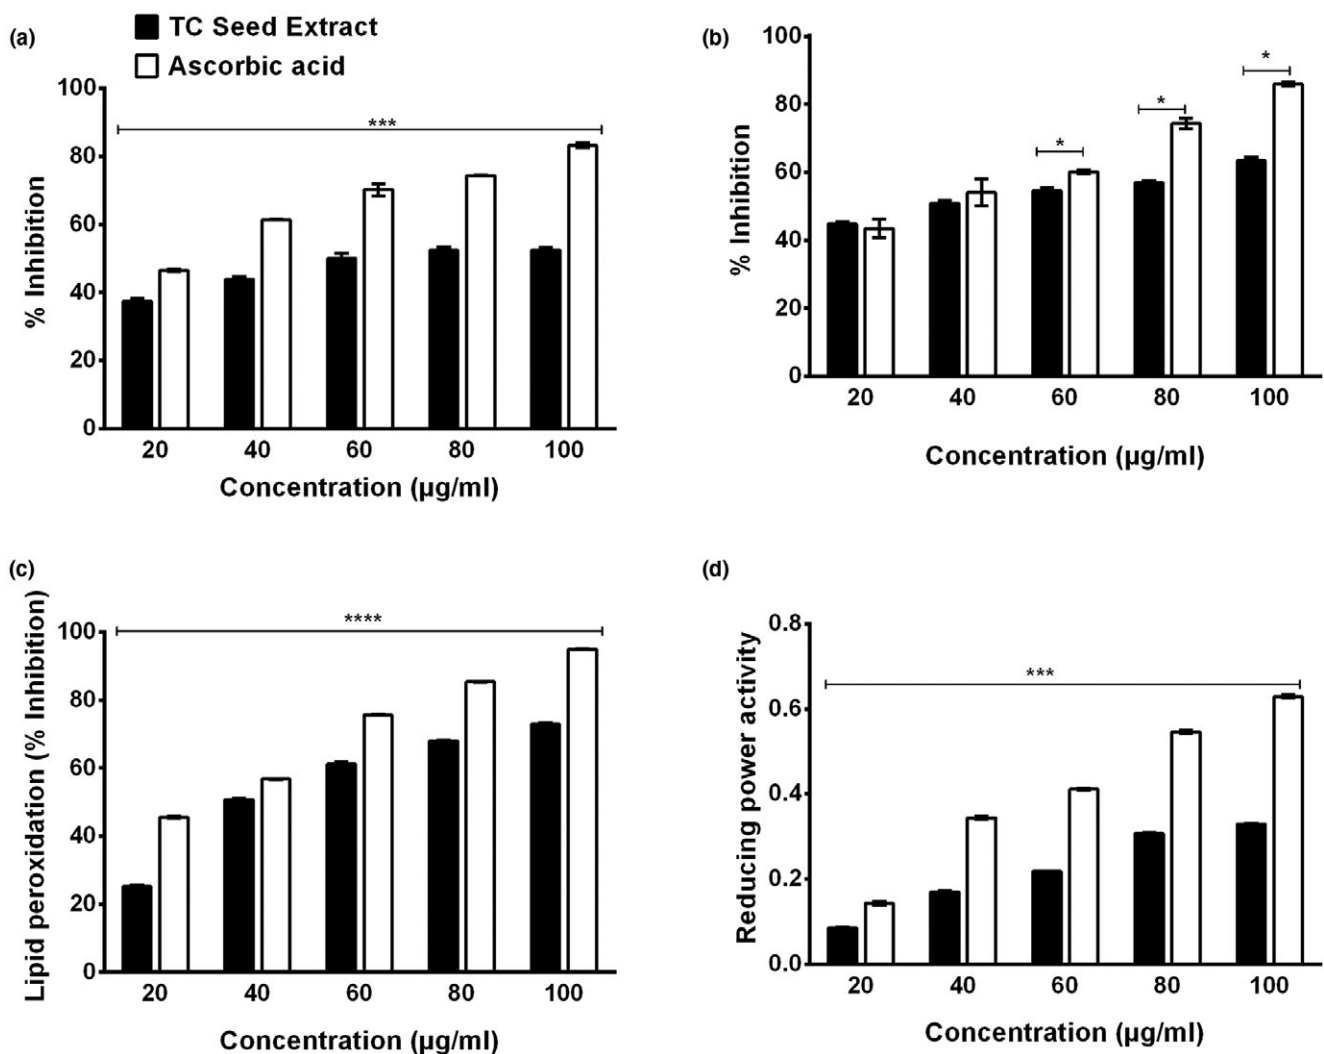 (a)
TC Seed Extract
Ascorbic acid
% Inhibition
100
80
60
40
20
0
***
20 40 60 80 100
Concentration (µg/ml)
(b)
% Inhibition
100
80
60
40
20
0
*
*
*
20 40 60 80 100
Concentration (µg/ml)
(c)
Lipid peroxidation (% Inhibition)
100
80
60
40
20
0
****
20 40 60 80 100
Concentration (µg/ml)
(d)
Reducing power activity
0.8
0.6
0.4
0.2
0.0
***
20 40 60 80 100
Concentration (µg/ml)